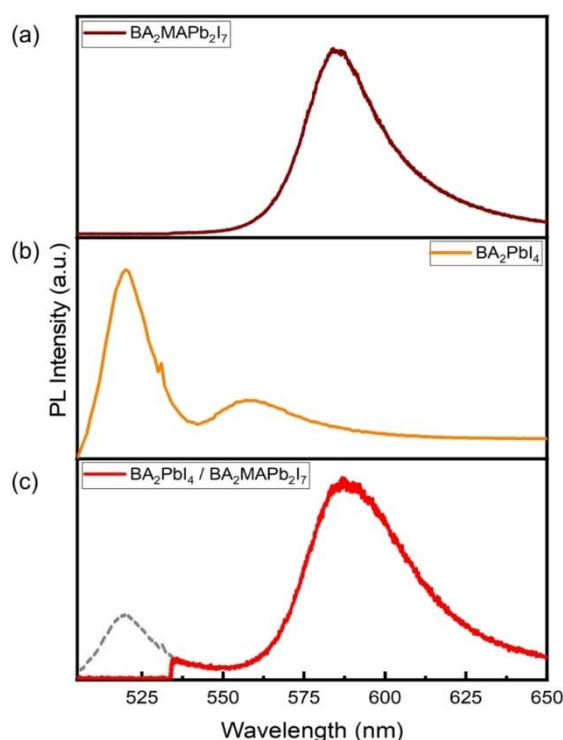 (a)
BA₂MAPb₂I₇
(b)
BA₂PbI₄
PL Intensity (a.u.)
(c)
BA₂PbI₄ / BA₂MAPb₂I₇
525 550 575 600 625 650
Wavelength (nm)